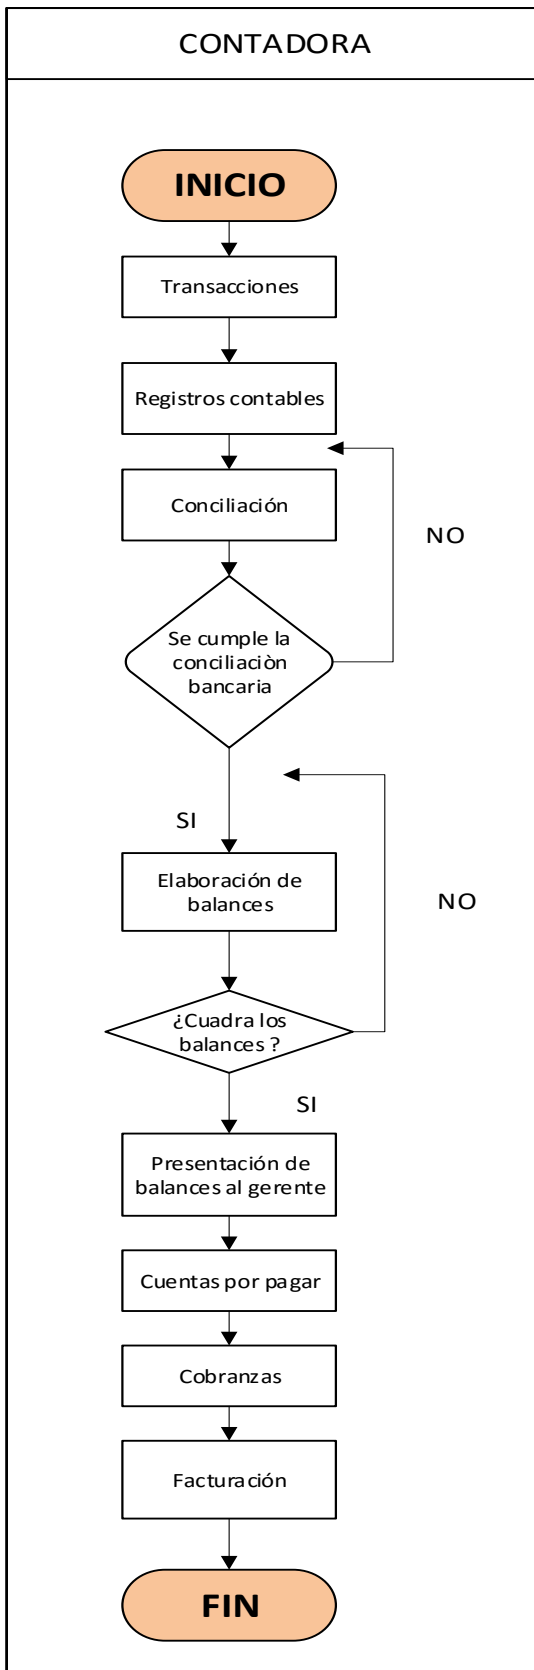 CONTADORA
INICIO
Transacciones
Registros contables
Conciliación
NO
Se cumple la
conciliaciòn
bancaria
SI
Elaboración de
balances
NO
¿Cuadra los
balances ?
SI
Presentación de
balances al gerente
Cuentas por pagar
Cobranzas
Facturación
FIN